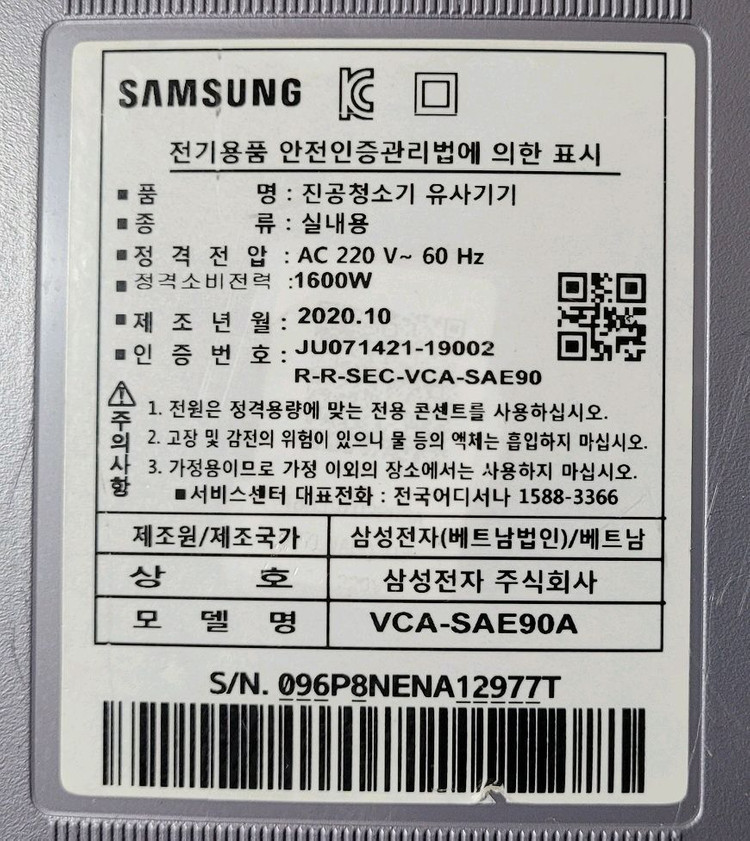 SAMSUNG
전기용품 안전인증관리법에 의한 표시
■ 품 명 : 진공청소기 유사기기
■ 종 류 : 실내용
■ 정 격 전 압 : AC 220 V~ 60 Hz
■ 정격소비전력 :1600W
■ 제 조 년 월 : 2020.10
■ 인 증 번 호 : JU071421-19002
R-R-SEC-VCA-SAE90
주의사항
1. 전원은 정격용량에 맞는 전용 콘센트를 사용하십시오.
2. 고장 및 감전의 위험이 있으니 물 등의 액체는 흡입하지 마십시오.
3. 가정용이므로 가정 이외의 장소에서는 사용하지 마십시오.
■서비스센터 대표전화 : 전국어디서나 1588-3366
제조원/제조국가 삼성전자(베트남법인)/베트남
상 호 삼성전자 주식회사
모 델 명 VCA-SAE90A
S/N. 096P8NENA12977T